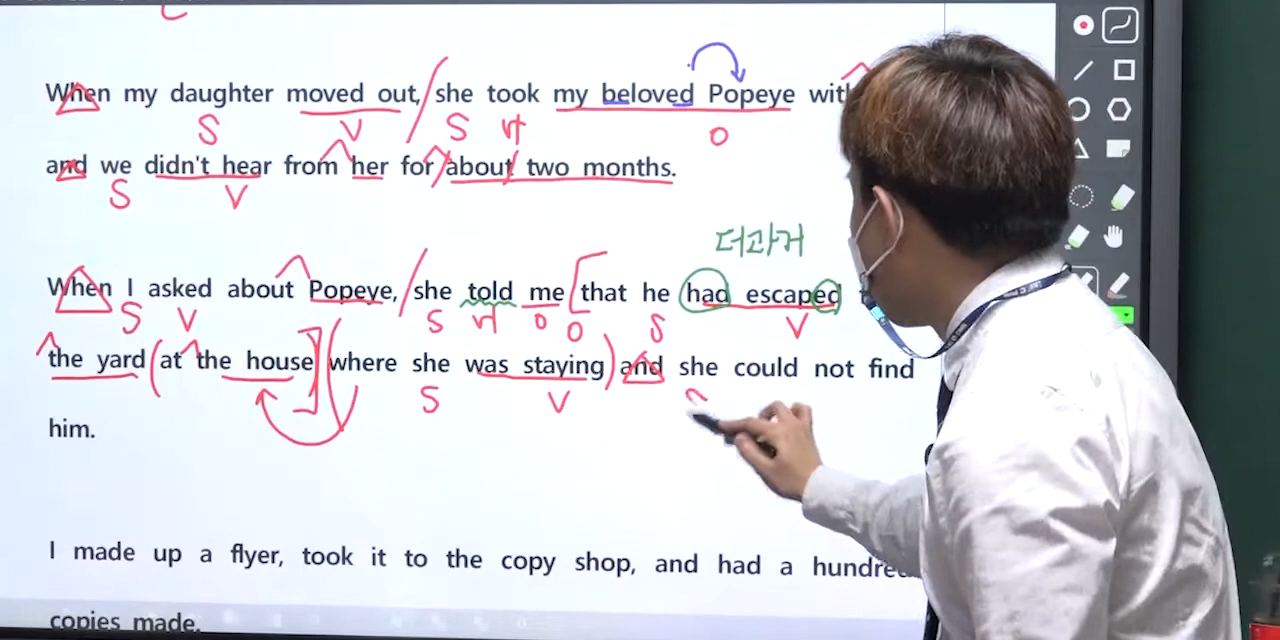 When my daughter moved out, she took my beloved Popeye
S V S vt O
and we didn't hear from her for about two months.
S V
더과거
When I asked about Popeye, she told me that he had escaped
S V S vt O O S V
the yard at the house where she was staying and she could not find
S V
him.
I made up a flyer, took it to the copy shop, and had a
copies made.